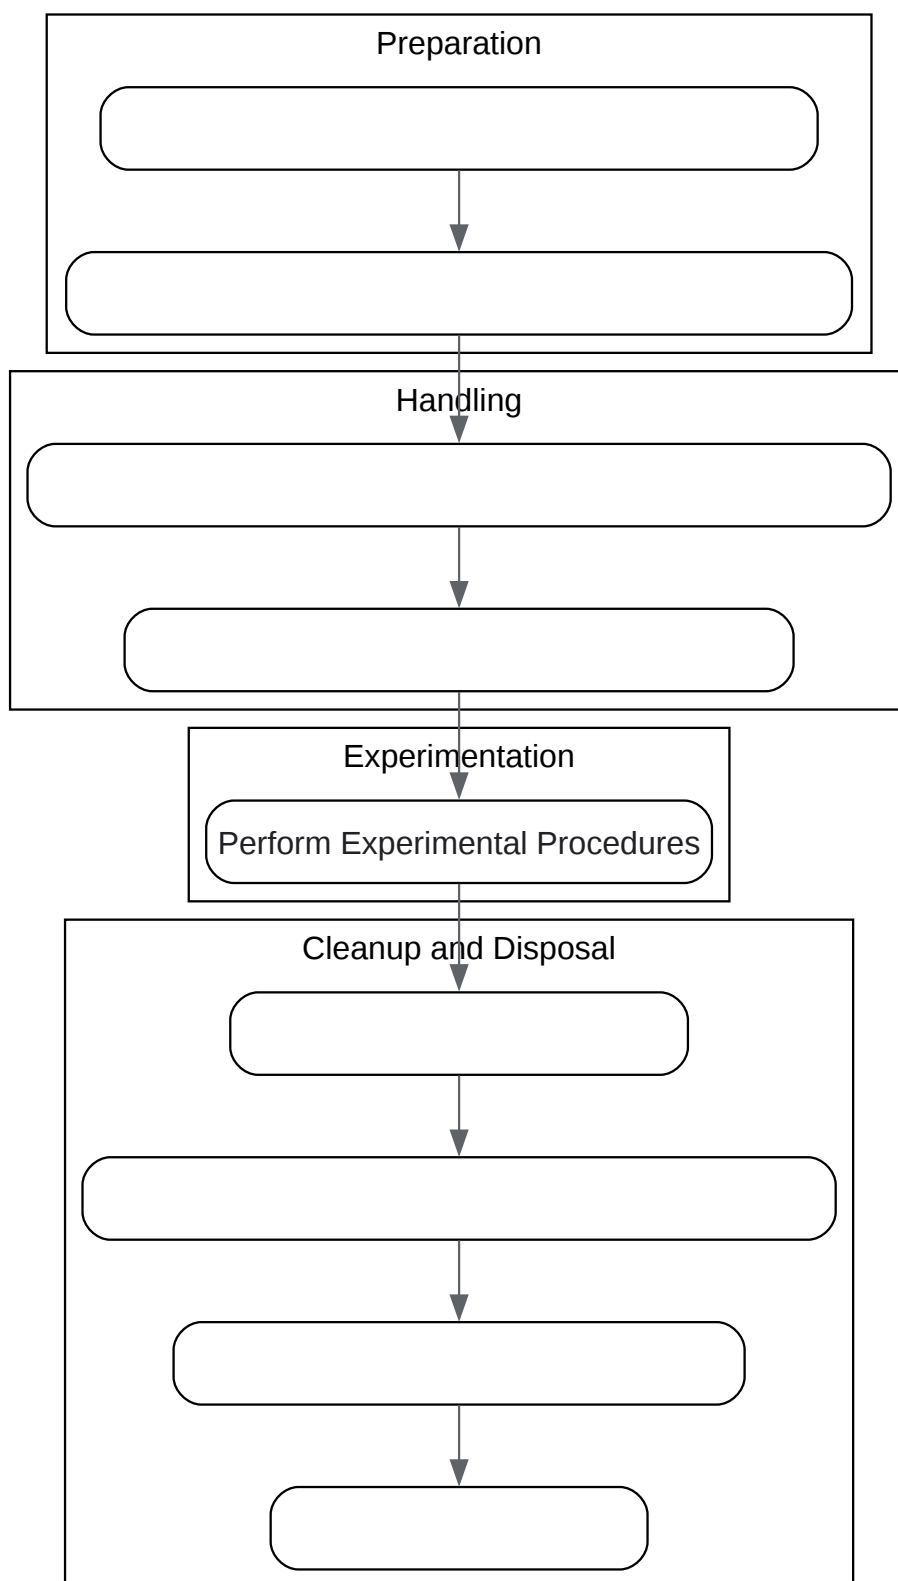 Preparation
Handling
Experimentation
Perform Experimental Procedures
Cleanup and Disposal